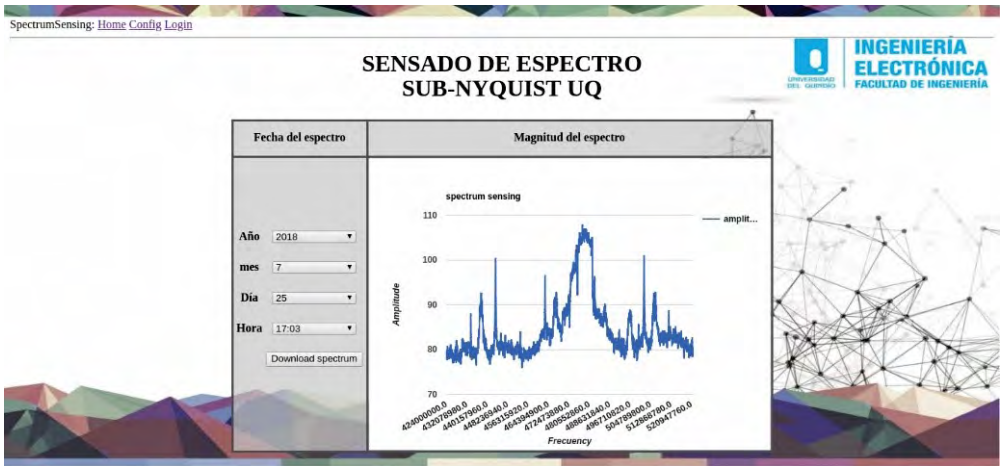 SpectrumSensing: Home Config Login
SENSADO DE ESPECTRO
SUB-NYQUIST UQ
UNIVERSIDAD
DEL QUINDÍO
INGENIERÍA
ELECTRÓNICA
FACULTAD DE INGENIERÍA
Fecha del espectro
Magnitud del espectro
Año 2018
mes 7
Día 25
Hora 17:03
Download spectrum
spectrum sensing
amplit...
Amplitude
110
100
90
80
70
424000000.0
432078980.0
440157960.0
448236940.0
456315920.0
464394900.0
472473880.0
480552860.0
488631840.0
496710820.0
504789800.0
512868780.0
520947760.0
Frecuency